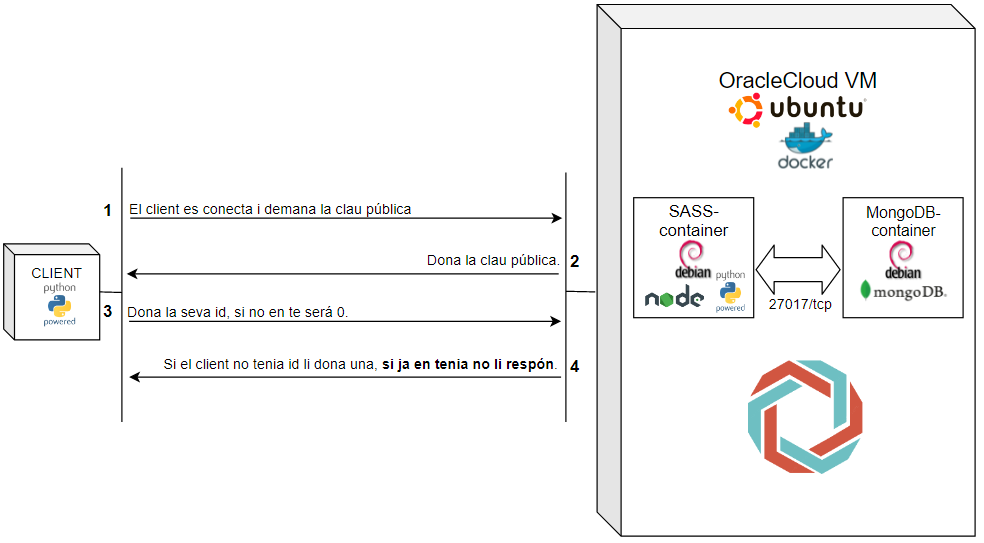 OracleCloud VM
ubuntu
docker
1
El client es conecta i demana la clau pública
SASS-
container
debian
python
node
powered
MongoDB-
container
debian
mongoDB.
27017/tcp
Dona la clau pública.
2
CLIENT
python
powered
3
Dona la seva id, si no en te será 0.
Si el client no tenia id li dona una, si ja en tenia no li respón.
4